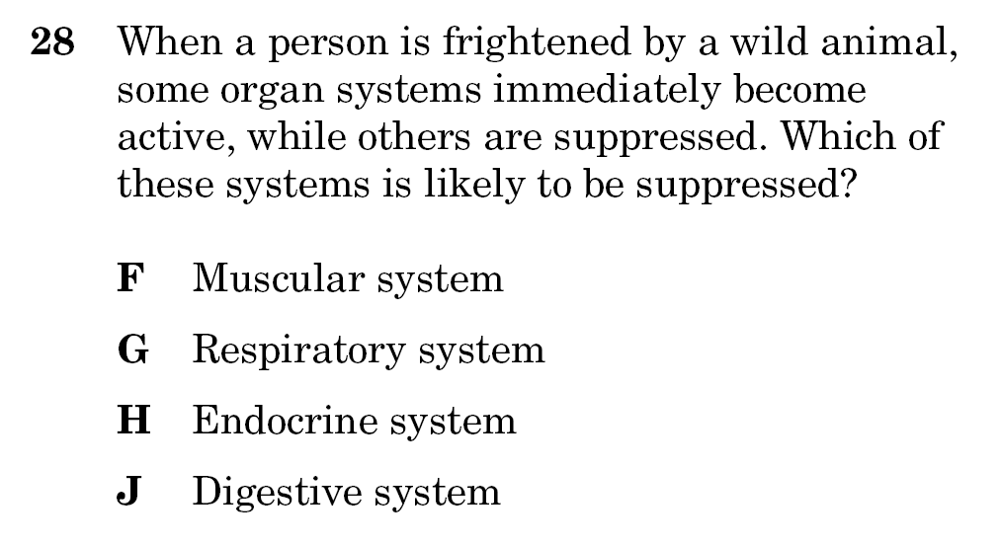 28 When a person is frightened by a wild animal,
some organ systems immediately become
active, while others are suppressed. Which of
these systems is likely to be suppressed?
F Muscular system
G Respiratory system
H Endocrine system
J Digestive system